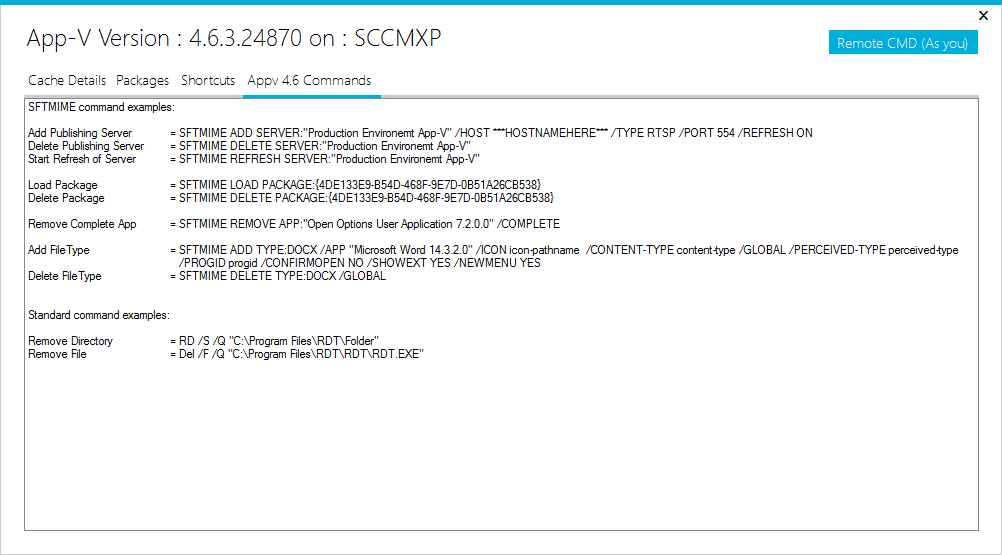 App-V Version : 4.6.3.24870 on : SCCMXP
Remote CMD (As you)
Cache Details Packages Shortcuts Appv 4.6 Commands
SFTMIME command examples:
Add Publishing Server = SFTMIME ADD SERVER:"Production Environemt App-V" /HOST ***HOSTNAMEHERE*** /TYPE RTSP /PORT 554 /REFRESH ON
Delete Publishing Server = SFTMIME DELETE SERVER:"Production Environemt App-V"
Start Refresh of Server = SFTMIME REFRESH SERVER:"Production Environemt App-V"
Load Package = SFTMIME LOAD PACKAGE:{4DE133E9-B54D-468F-9E7D-0B51A26CB538}
Delete Package = SFTMIME DELETE PACKAGE:{4DE133E9-B54D-468F-9E7D-0B51A26CB538}
Remove Complete App = SFTMIME REMOVE APP:"Open Options User Application 7.2.0.0" /COMPLETE
Add FileType = SFTMIME ADD TYPE:DOCX /APP "Microsoft Word 14.3.2.0" /ICON icon-pathname /CONTENT-TYPE content-type /GLOBAL /PERCEIVED-TYPE perceived-type
/PROGID progid /CONFIRMOPEN NO /SHOWEXT YES /NEWMENU YES
Delete FileType = SFTMIME DELETE TYPE:DOCX /GLOBAL
Standard command examples:
Remove Directory = RD /S /Q "C:\Program Files\RDT\Folder"
Remove File = Del /F /Q "C:\Program Files\RDT\RDT\RDT.EXE"